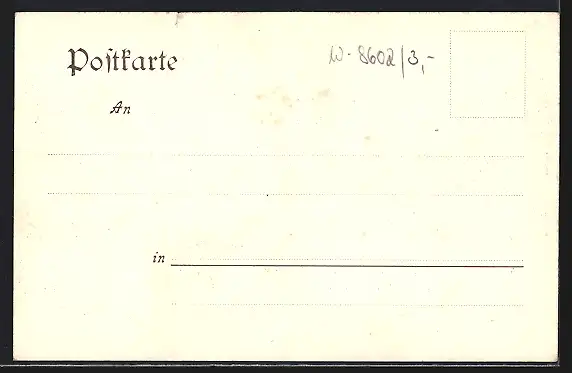 Postkarte
W-8602/3,-
An
in